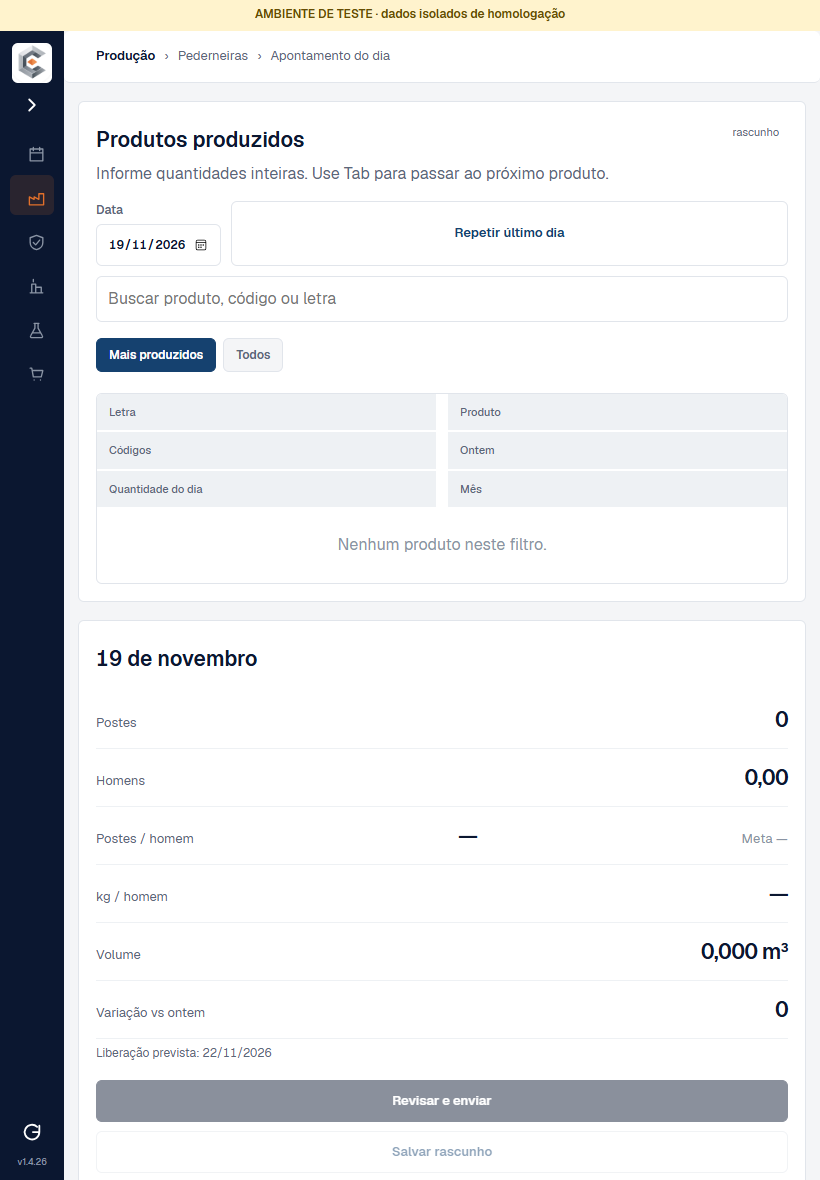 AMBIENTE DE TESTE · dados isolados de homologação
Produção › Pederneiras › Apontamento do dia
Produtos produzidos
rascunho
Informe quantidades inteiras. Use Tab para passar ao próximo produto.
Data
19/11/2026
Repetir último dia
Buscar produto, código ou letra
Mais produzidos
Todos
Letra
Produto
Códigos
Ontem
Quantidade do dia
Mês
Nenhum produto neste filtro.
19 de novembro
Postes
0
Homens
0,00
Postes / homem
—
Meta —
kg / homem
—
Volume
0,000 m³
Variação vs ontem
0
Liberação prevista: 22/11/2026
Revisar e enviar
Salvar rascunho
v1.4.26